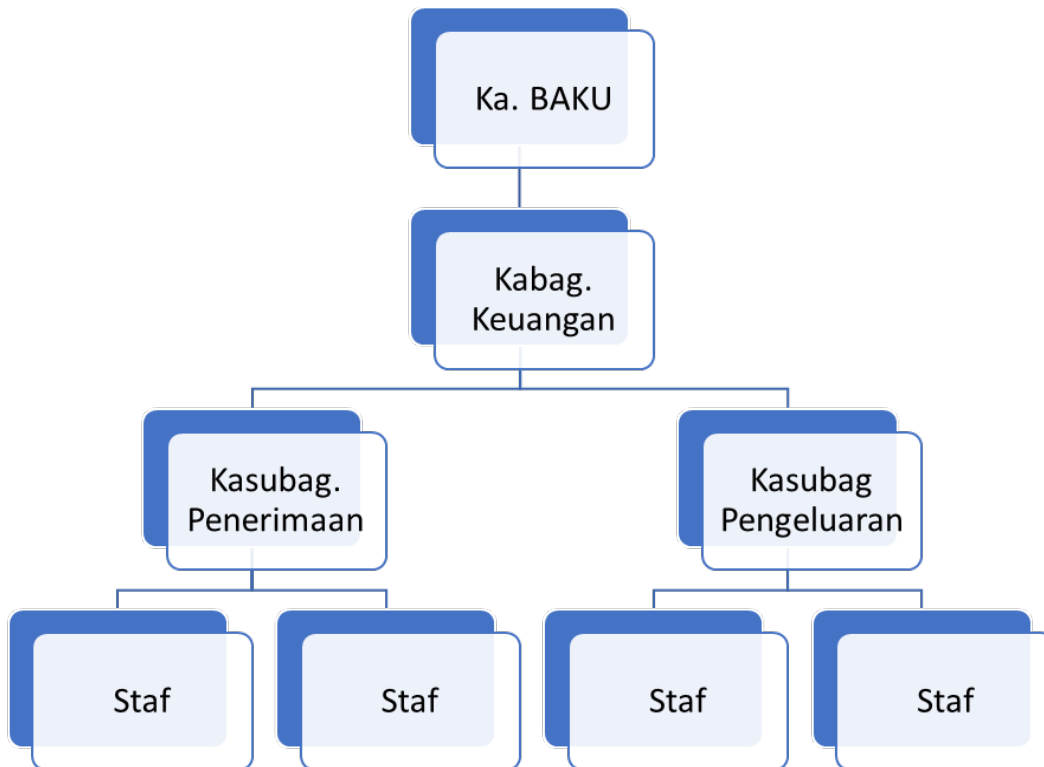 Ka. BAKU
Kabag.
Keuangan
Kasubag.
Penerimaan
Kasubag
Pengeluaran
Staf
Staf
Staf
Staf